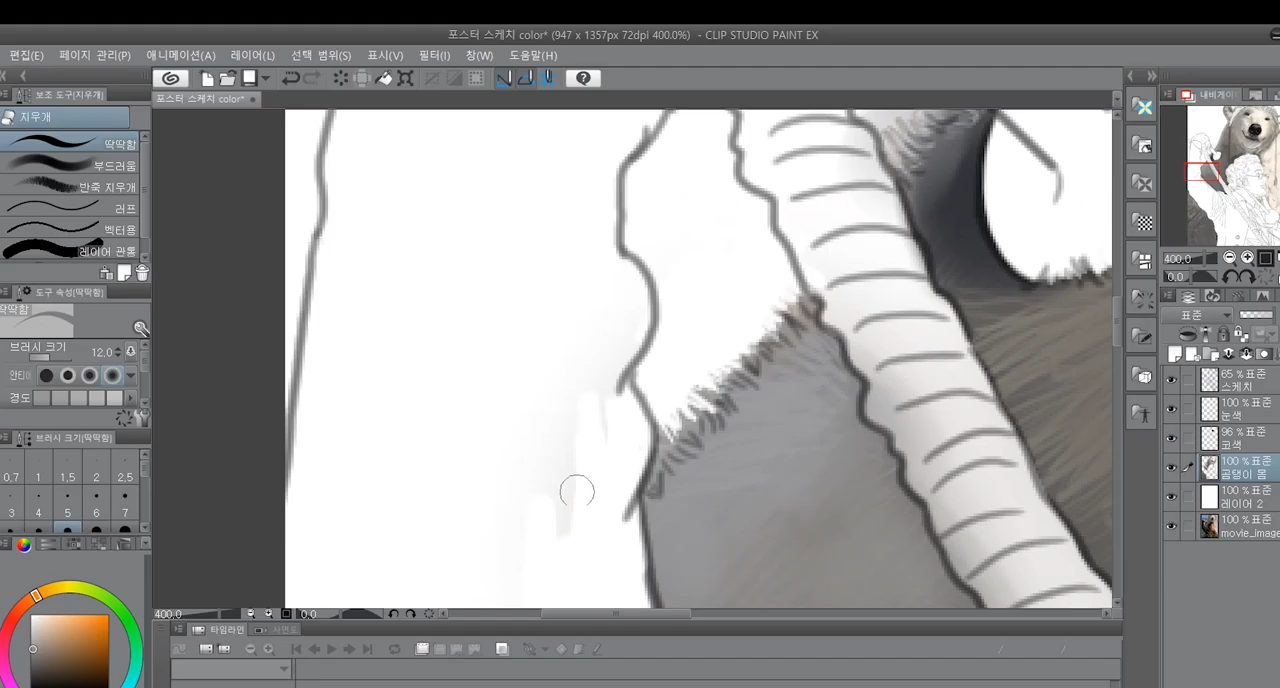 포스터 스케치 color* (947 x 1357px 72dpi 400.0%) - CLIP STUDIO PAINT EX
편집(E) 페이지 관리(P) 애니메이션(A) 레이어(L) 선택 범위(S) 표시(V) 필터(I) 창(W) 도움말(H)
보조 도구(지우개)
포스터 스케치 color*
내비게이
지우개
딱딱함
부드러움
반죽 지우개
러프
벡터용
레이어 관통
도구 속성(딱딱함)
딱딱함
브러시 크기 12.0
안티
경도
브러시 크기(딱딱함)
0.7 1 1.5 2 2.5
3 4 5 6 7
400.0
0.0
표준
65 % 표준
스케치
100 % 표준
눈색
96 % 표준
코색
100 % 표준
곰탱이 몸
100 % 표준
레이어 2
100 % 표준
movie_imag
400.0 0.0
타임라인